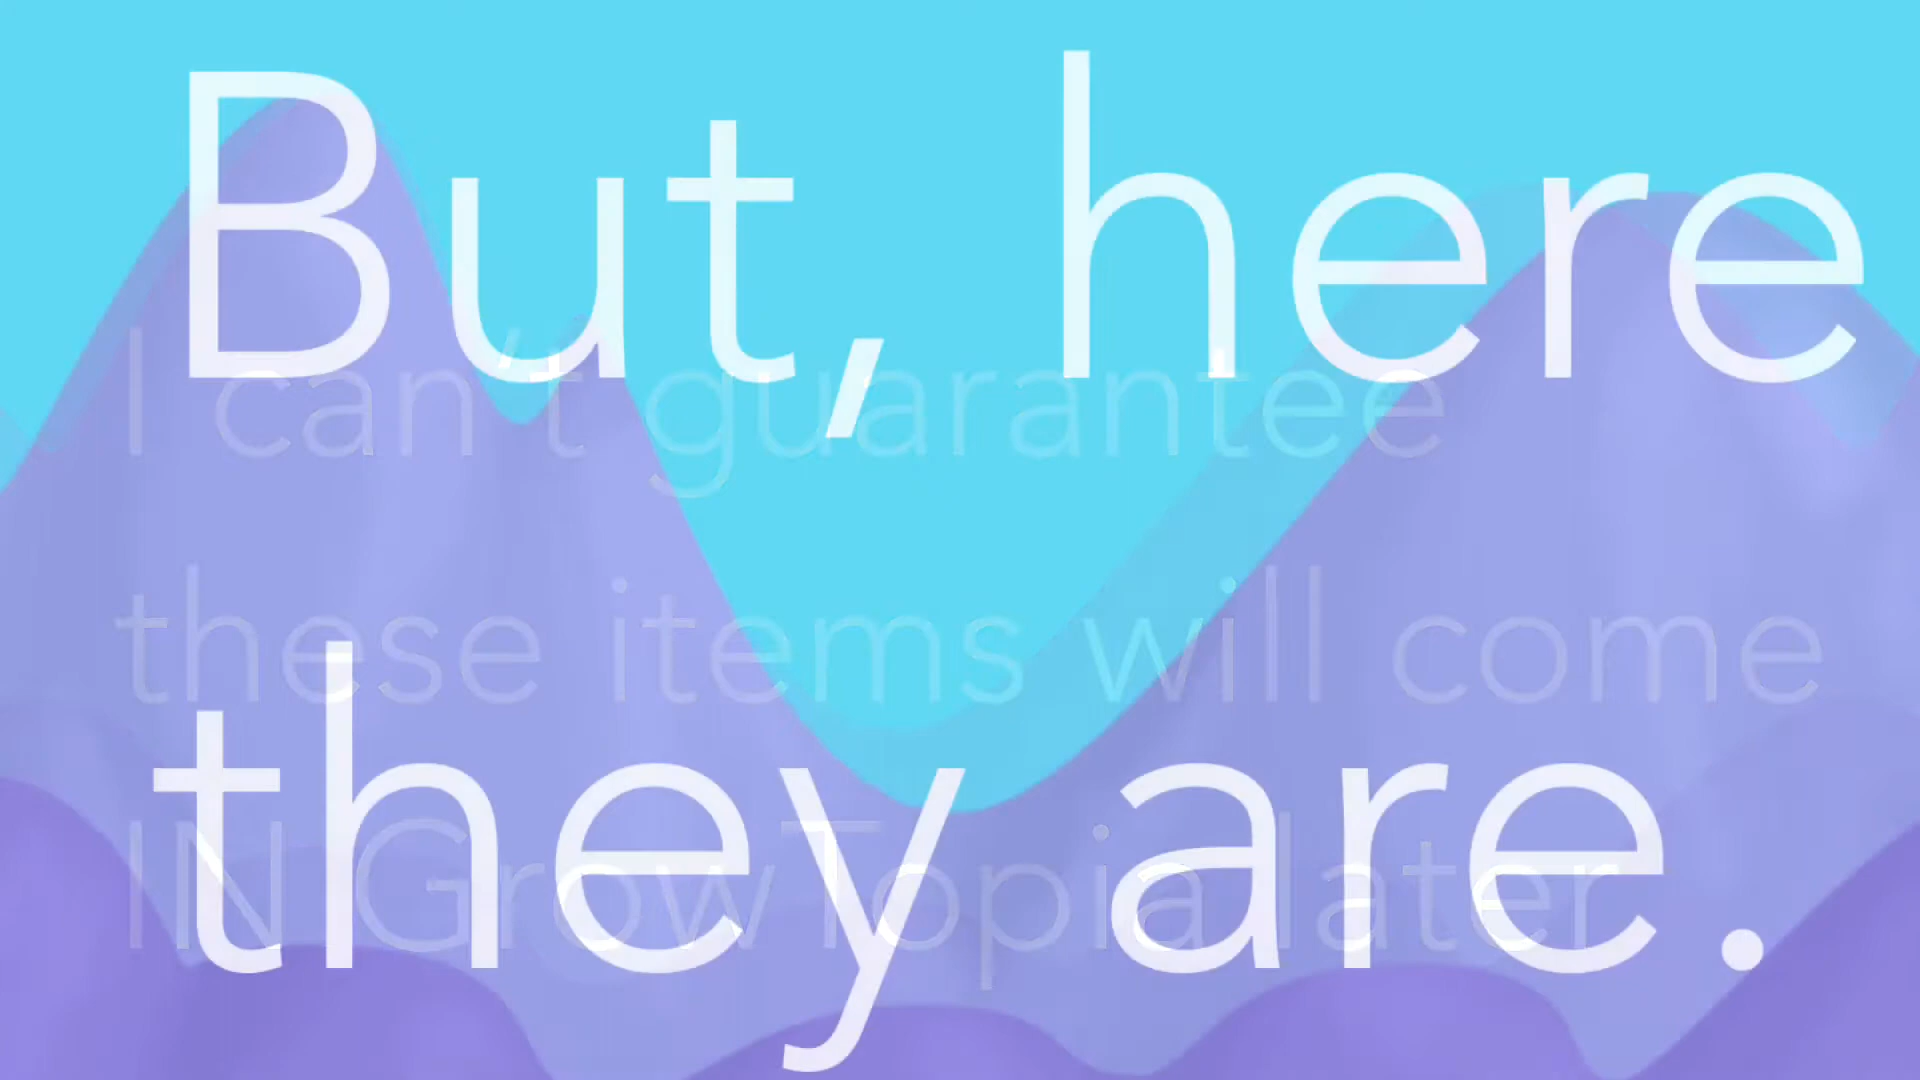 But, here
I can't guarantee
these items will come
they are.
IN GrowTopia later